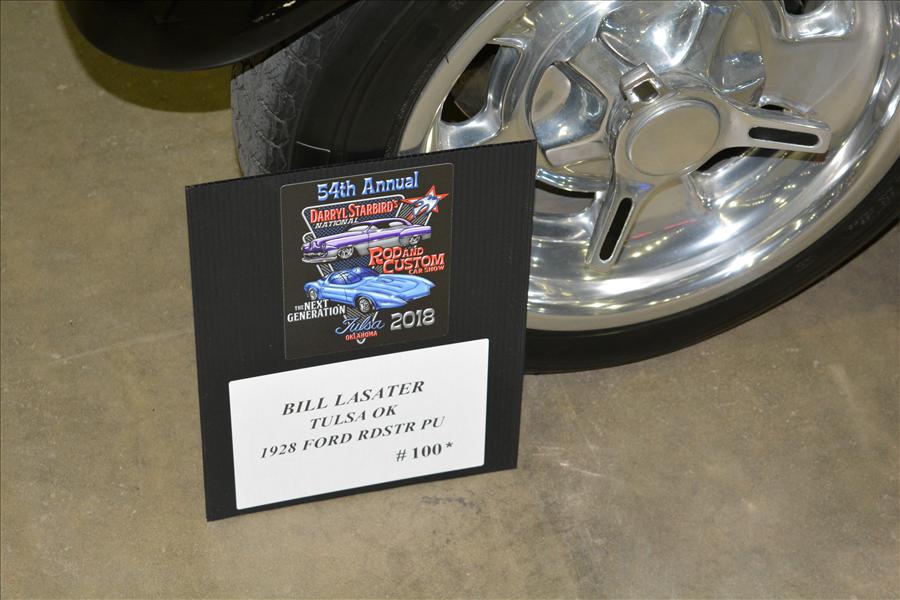 54th Annual
DARRYL STARBIRD'S
NATIONAL
ROD AND
CUSTOM
CAR SHOW
THE NEXT
GENERATION
Tulsa
OKLAHOMA
2018
BILL LASATER
TULSA OK
1928 FORD RDSTR PU
# 100*